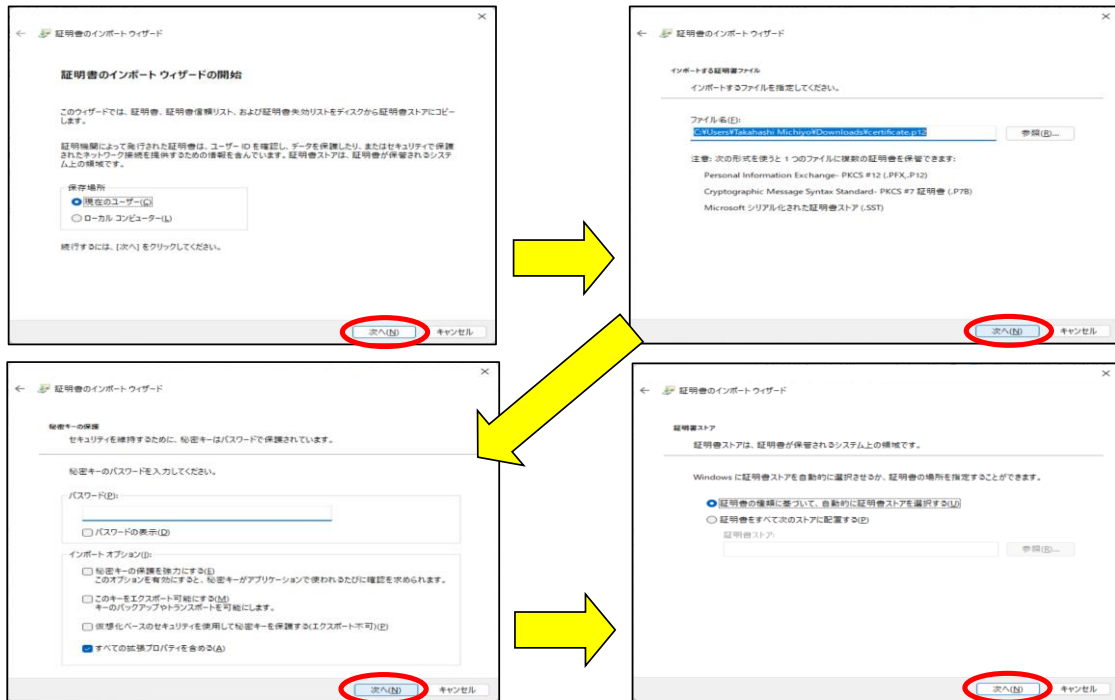 証明書のインポート ウィザード
証明書のインポート ウィザードの開始
このウィザードでは、証明書、証明書信頼リスト、および証明書失効リストをディスクから証明書ストアにコピー
します。
証明機関によって発行された証明書は、ユーザー ID を確認し、データを保護したり、またはセキュリティで保護
されたネットワーク接続を提供するための情報を含んでいます。証明書ストアは、証明書が保管されるシステ
ム上の領域です。
保存場所
現在のユーザー(C)
ローカル コンピューター(L)
続行するには、[次へ] をクリックしてください。
次へ(N)
キャンセル
証明書のインポート ウィザード
インポートする証明書ファイル
インポートするファイルを指定してください。
ファイル名(F):
C:¥Users¥Takahashi Michiyo¥Downloads¥certificate.p12
参照(R)...
注意: 次の形式を使うと 1 つのファイルに複数の証明書を保管できます:
Personal Information Exchange- PKCS #12 (.PFX,.P12)
Cryptographic Message Syntax Standard- PKCS #7 証明書 (.P7B)
Microsoft シリアル化された証明書ストア (.SST)
次へ(N)
キャンセル
証明書のインポート ウィザード
秘密キーの保護
セキュリティを維持するために、秘密キーはパスワードで保護されています。
秘密キーのパスワードを入力してください。
パスワード(P):
パスワードの表示(D)
インポート オプション(I):
秘密キーの保護を強力にする(E)
このオプションを有効にすると、秘密キーがアプリケーションで使われるたびに確認を求められます。
このキーをエクスポート可能にする(M)
キーのバックアップやトランスポートを可能にします。
仮想化ベースのセキュリティを使用して秘密キーを保護する(エクスポート不可)(P)
すべての拡張プロパティを含める(A)
次へ(N)
キャンセル
証明書のインポート ウィザード
証明書ストア
証明書ストアは、証明書が保管されるシステム上の領域です。
Windows に証明書ストアを自動的に選択させるか、証明書の場所を指定することができます。
証明書の種類に基づいて、自動的に証明書ストアを選択する(U)
証明書をすべて次のストアに配置する(P)
証明書ストア:
参照(R)...
次へ(N)
キャンセル